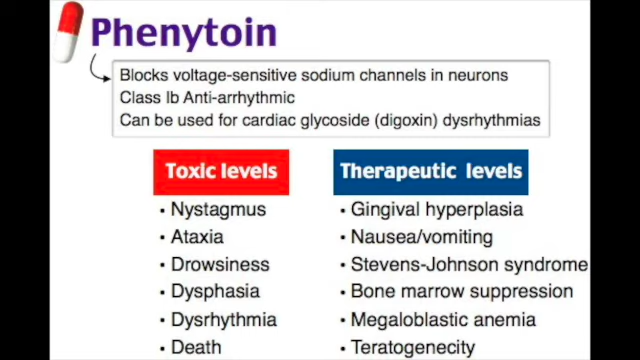 Phenytoin
Blocks voltage-sensitive sodium channels in neurons
Class Ib Anti-arrhythmic
Can be used for cardiac glycoside (digoxin) dysrhythmias
Toxic levels
• Nystagmus
• Ataxia
• Drowsiness
• Dysphasia
• Dysrhythmia
• Death
Therapeutic levels
• Gingival hyperplasia
• Nausea/vomiting
• Stevens-Johnson syndrome
• Bone marrow suppression
• Megaloblastic anemia
• Teratogenecity